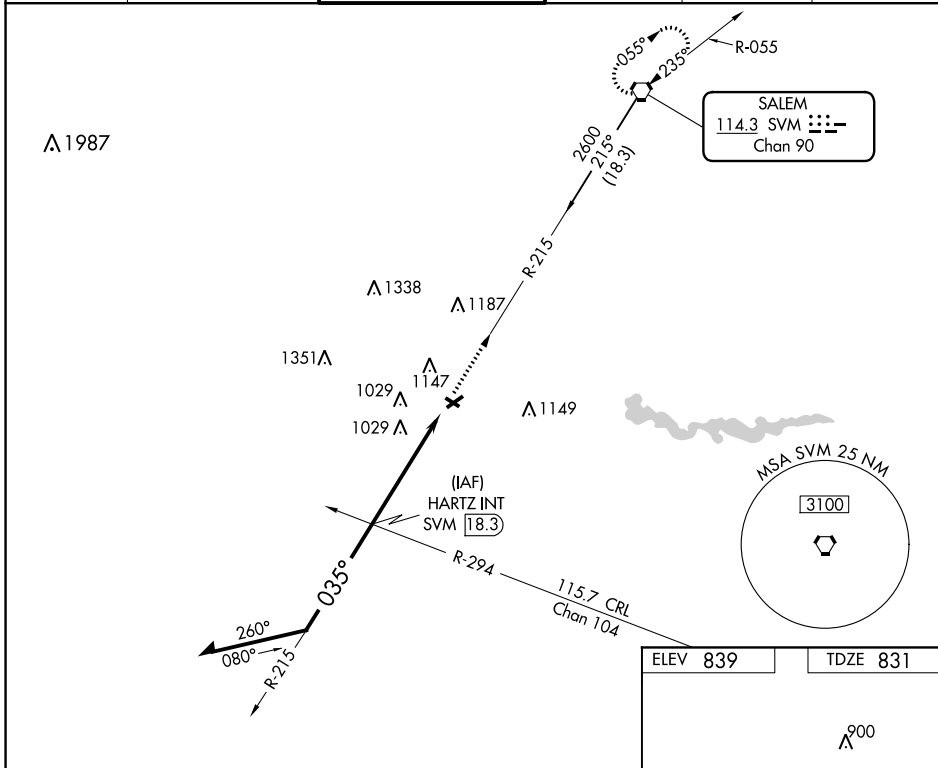 055°
235°
R-055
SALEM
114.3 SVM
Chan 90
1987
2600
215°
(18.3)
R-215
1338
1187
1351
1147
1029
1149
1029
MSA SVM 25 NM
3100
(IAF)
HARTZ INT
SVM 18.3
R-294
115.7 CRL
Chan 104
035°
260°
080°
R-215
ELEV 839
TDZE 831
900